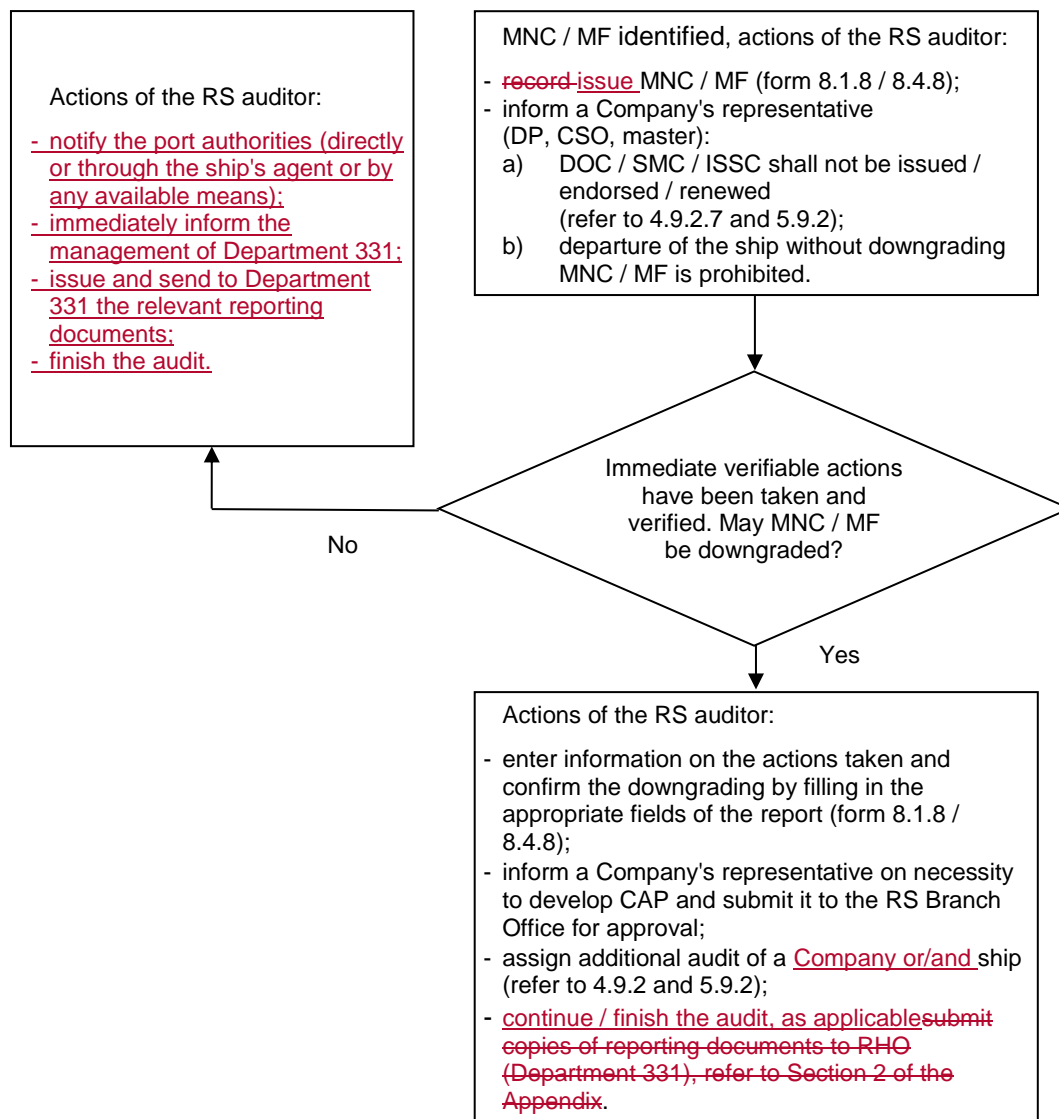 MNC / MF identified, actions of the RS auditor:
- record issue MNC / MF (form 8.1.8 / 8.4.8);
- inform a Company's representative
(DP, CSO, master):
a) DOC / SMC / ISSC shall not be issued /
endorsed / renewed
(refer to 4.9.2.7 and 5.9.2);
b) departure of the ship without downgrading
MNC / MF is prohibited.
Actions of the RS auditor:
- notify the port authorities (directly
or through the ship's agent or by
any available means);
- immediately inform the
management of Department 331;
- issue and send to Department
331 the relevant reporting
documents;
- finish the audit.
Immediate verifiable actions
have been taken and
verified. May MNC / MF
be downgraded?
No
Yes
Actions of the RS auditor:
- enter information on the actions taken and
confirm the downgrading by filling in the
appropriate fields of the report (form 8.1.8 /
8.4.8);
- inform a Company's representative on necessity
to develop CAP and submit it to the RS Branch
Office for approval;
- assign additional audit of a Company or/and ship
(refer to 4.9.2 and 5.9.2);
- continue / finish the audit, as applicablesubmit
copies of reporting documents to RHO
(Department 331), refer to Section 2 of the
Appendix.